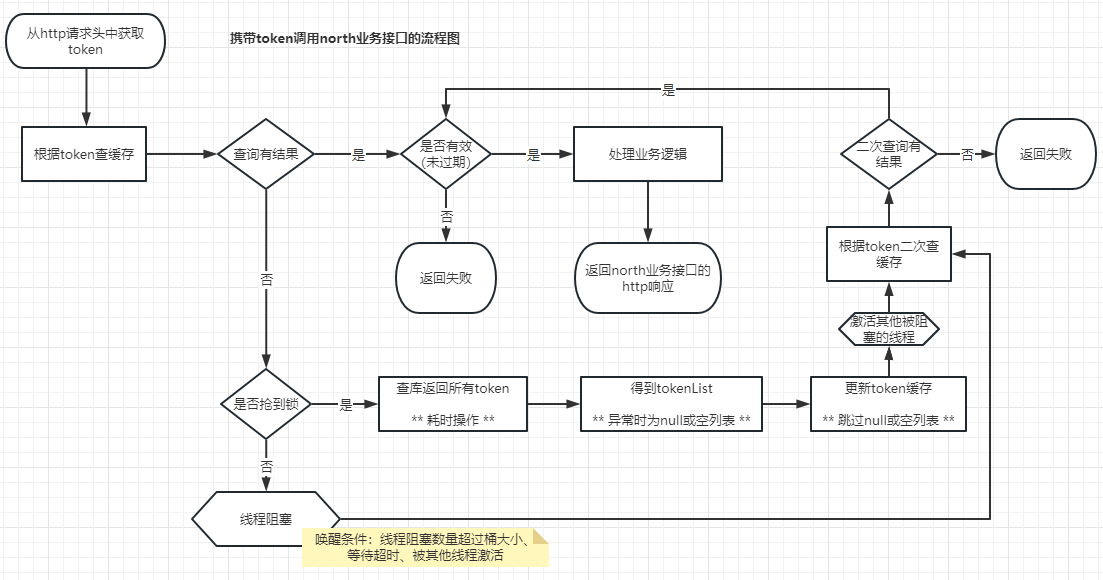 从http请求头中获取
token
携带token调用north业务接口的流程图
是
根据token查缓存
查询有结果
是
是否有效
(未过期)
是
处理业务逻辑
二次查询有
结果
否
返回失败
否
否
返回失败
返回north业务接口的
http响应
根据token二次查
缓存
激活其他被阻
塞的线程
是否抢到锁
是
查库返回所有token
** 耗时操作 **
得到tokenList
** 异常时为null或空列表 **
更新token缓存
** 跳过null或空列表 **
否
线程阻塞
唤醒条件：线程阻塞数量超过桶大小、
等待超时、被其他线程激活